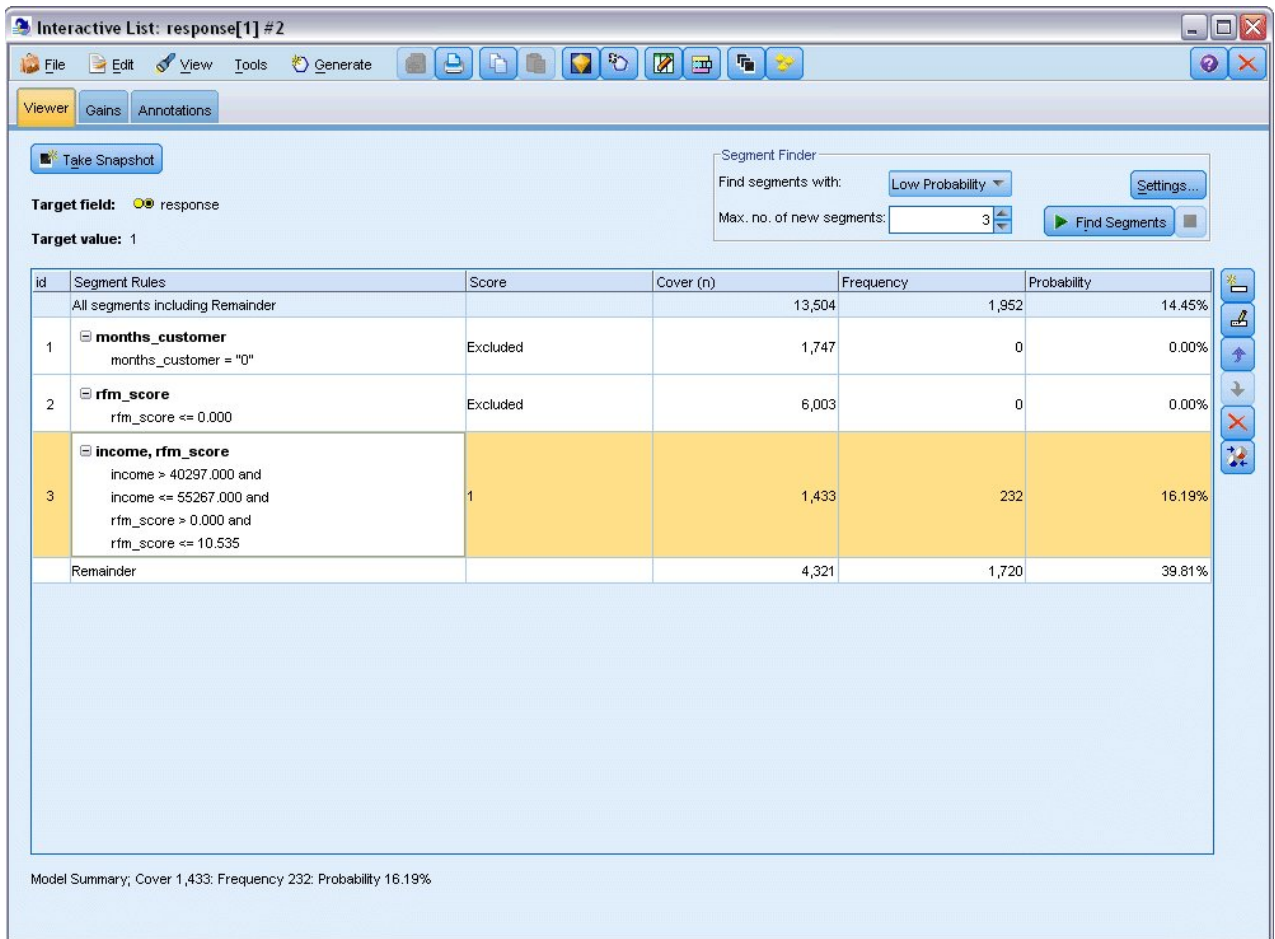 Interactive List: response[1] #2
File Edit View Tools Generate
Viewer Gains Annotations
Take Snapshot
Target field: response
Target value: 1
Segment Finder
Find segments with: Low Probability Settings...
Max. no. of new segments: 3 Find Segments
id Segment Rules Score Cover (n) Frequency Probability
All segments including Remainder 13,504 1,952 14.45%
1 months_customer Excluded 1,747 0 0.00%
months_customer = "0"
2 rfm_score Excluded 6,003 0 0.00%
rfm_score <= 0.000
3 income, rfm_score 1 1,433 232 16.19%
income > 40297.000 and
income <= 55267.000 and
rfm_score > 0.000 and
rfm_score <= 10.535
Remainder 4,321 1,720 39.81%
Model Summary; Cover 1,433: Frequency 232: Probability 16.19%